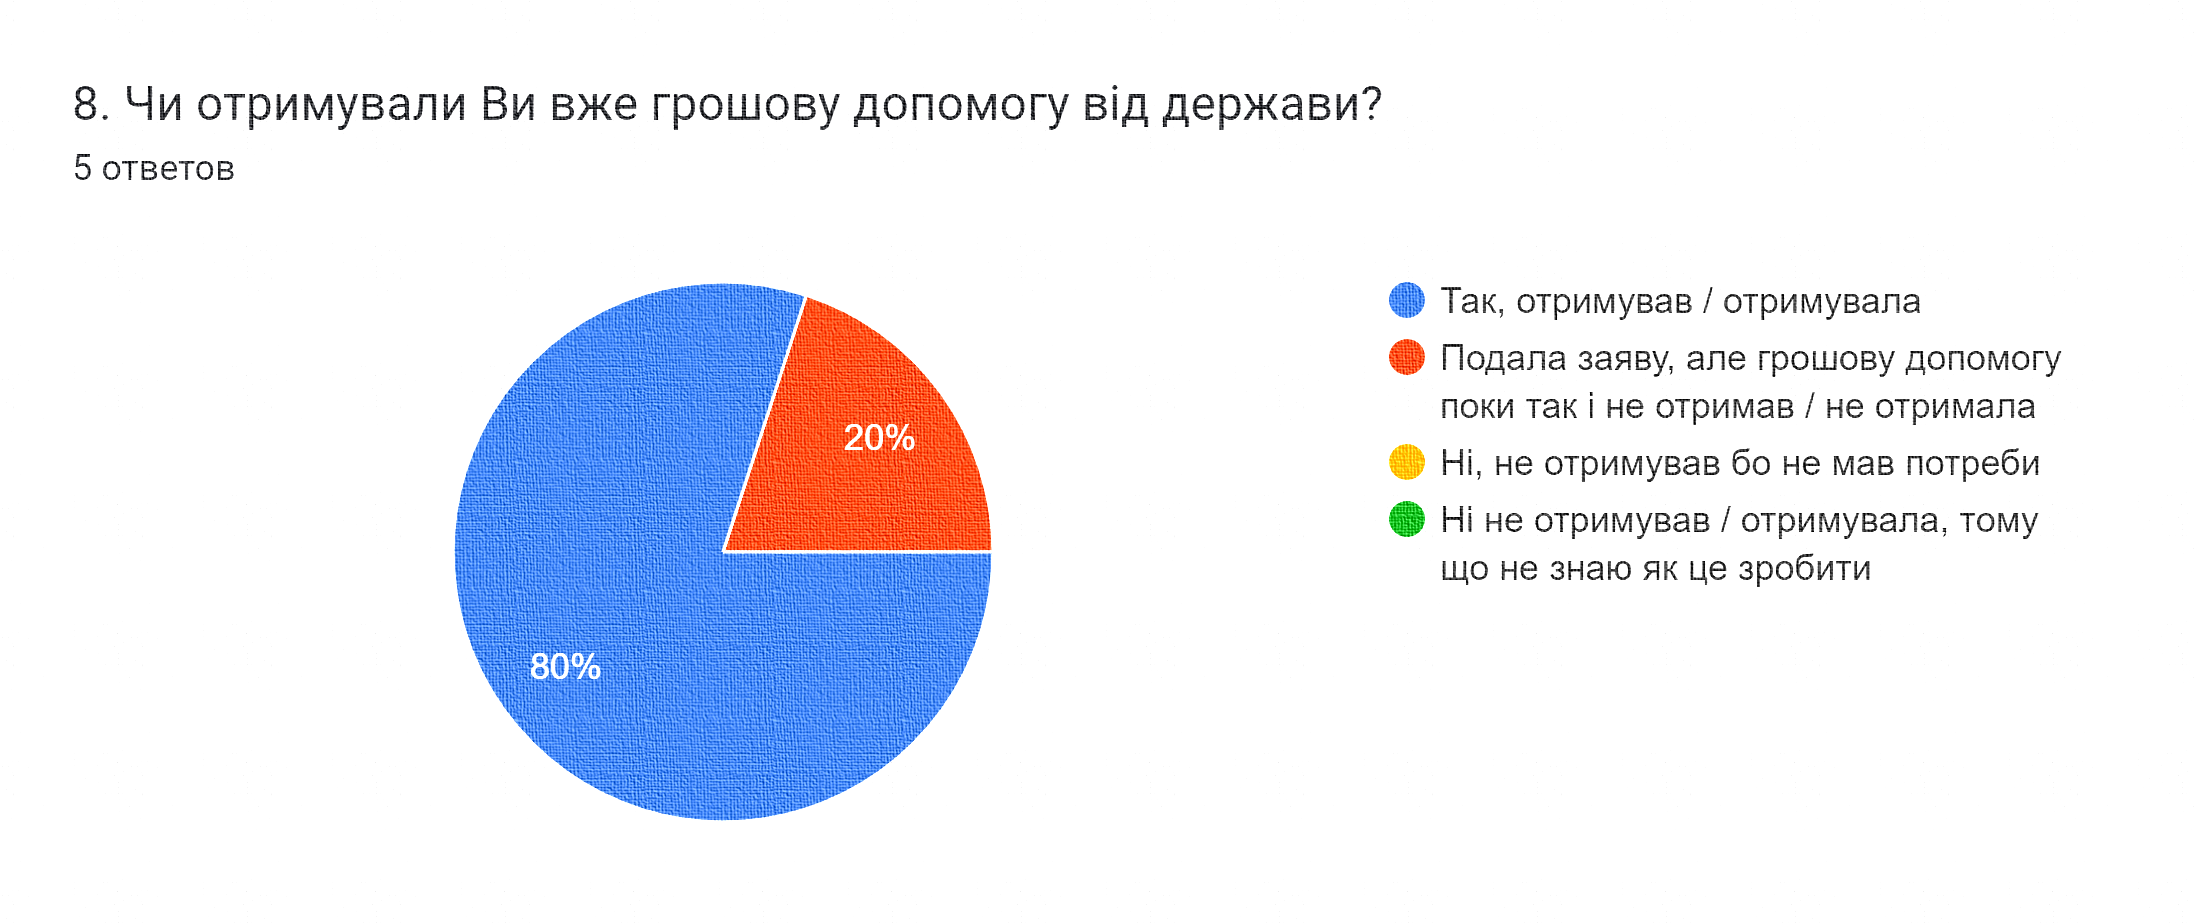 8. Чи отримували Ви вже грошову допомогу від держави?
5 ответов
20%
80%
Так, отримував / отримувала
Подала заяву, але грошову допомогу
поки так і не отримав / не отримала
Ні, не отримував бо не мав потреби
Ні не отримував / отримувала, тому
що не знаю як це зробити